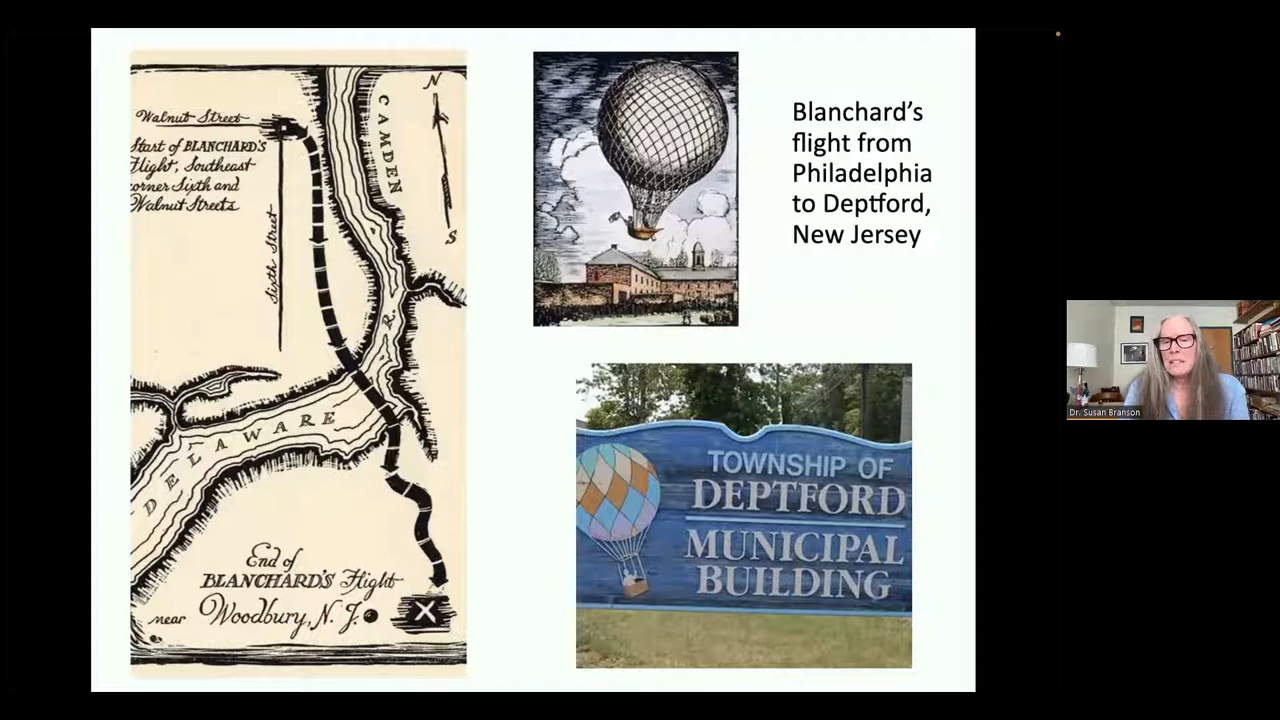 Walnut Street
Start of BLANCHARD'S
Flight, Southeast
corner Sixth and
Walnut Streets
Sixth Street
CAMDEN
N
S
R.
DELAWARE
End of
BLANCHARD'S Flight
near Woodbury, N. J.
Blanchard's
flight from
Philadelphia
to Deptford,
New Jersey
TOWNSHIP OF
DEPTFORD
MUNICIPAL
BUILDING
Dr. Susan Branson